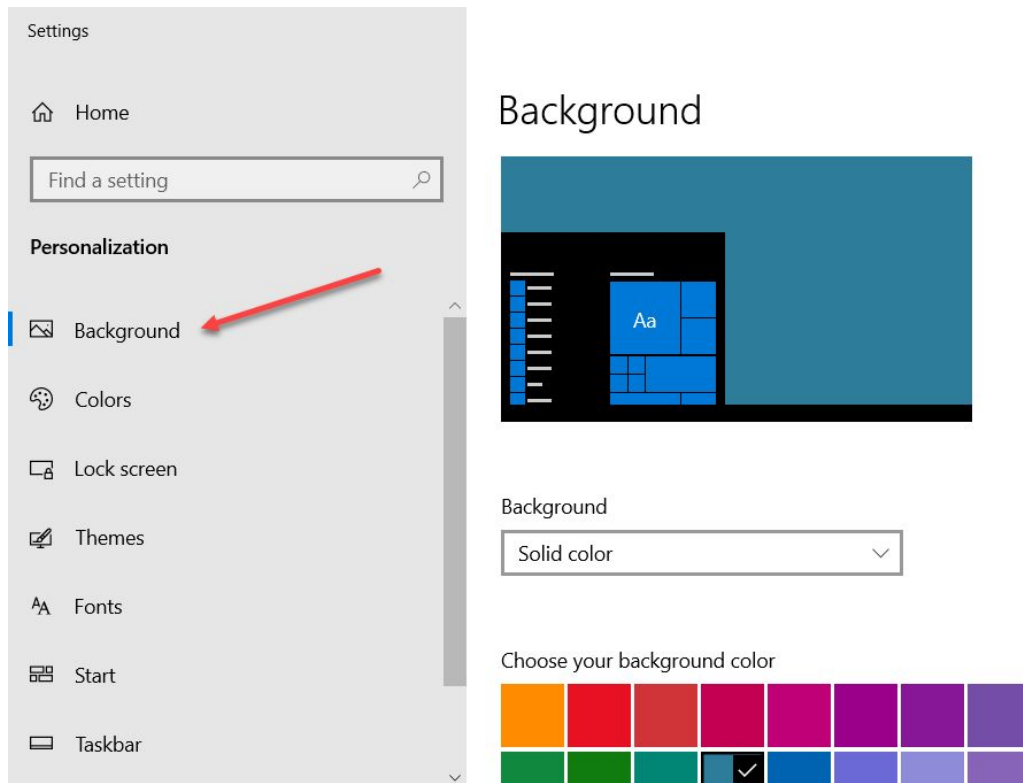 Settings
Home
Find a setting
Personalization
Background
Colors
Lock screen
Themes
Fonts
Start
Taskbar
Background
Aa
Background
Solid color
Choose your background color